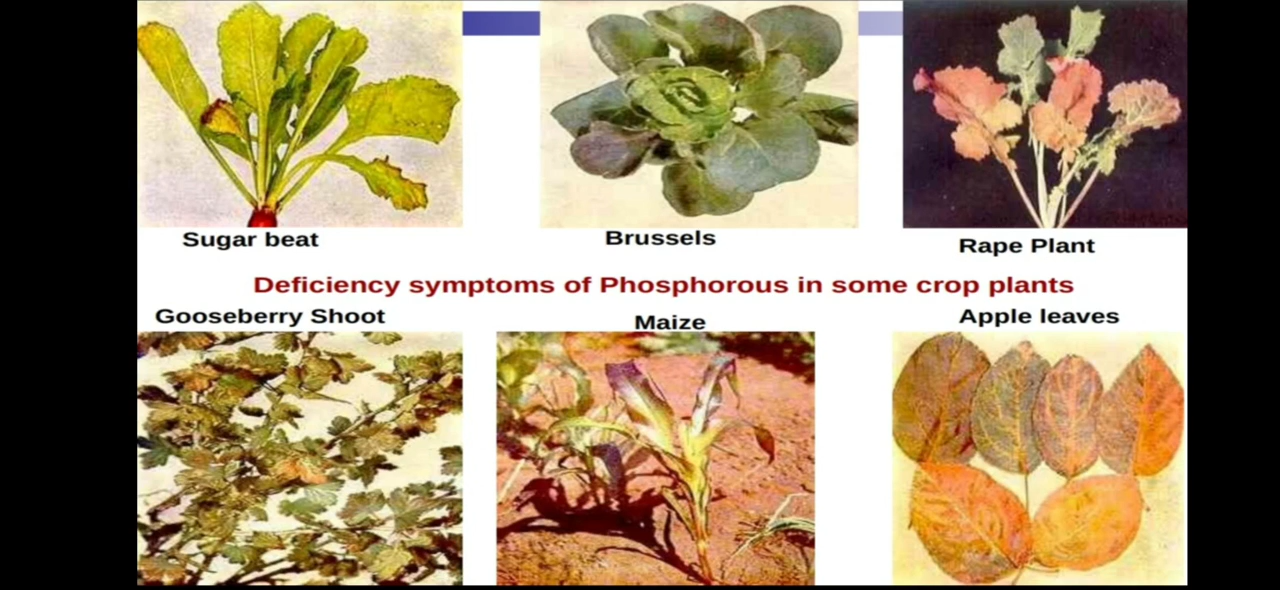 Sugar beat
Brussels
Rape Plant
Deficiency symptoms of Phosphorous in some crop plants
Gooseberry Shoot
Maize
Apple leaves